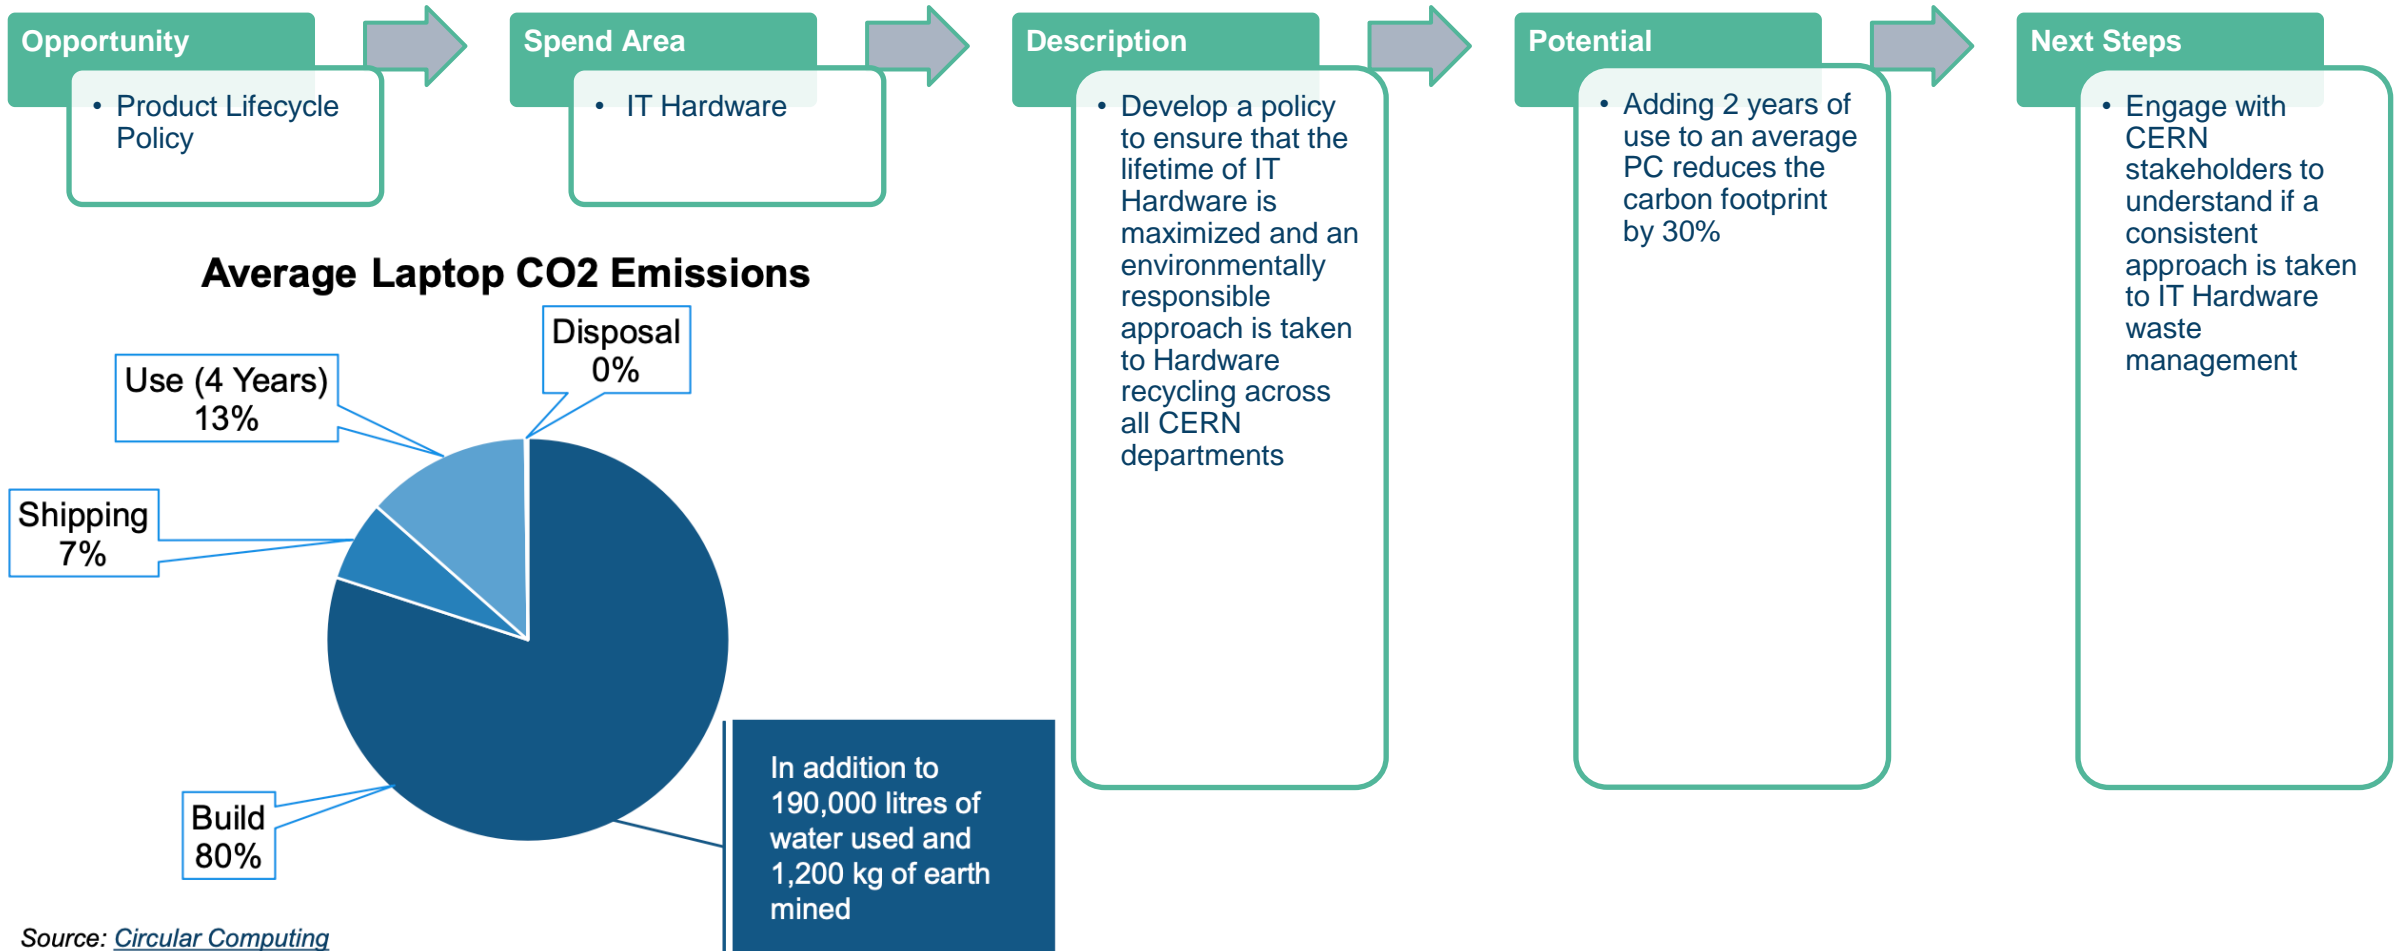 Opportunity
• Product Lifecycle
Policy
Spend Area
• IT Hardware
Description
• Develop a policy
to ensure that the
lifetime of IT
Hardware is
maximized and an
environmentally
responsible
approach is taken
to Hardware
recycling across
all CERN
departments
Potential
• Adding 2 years of
use to an average
PC reduces the
carbon footprint
by 30%
Next Steps
• Engage with
CERN
stakeholders to
understand if a
consistent
approach is taken
to IT Hardware
waste
management
Average Laptop CO2 Emissions
Disposal
0%
Use (4 Years)
13%
Shipping
7%
Build
80%
In addition to
190,000 litres of
water used and
1,200 kg of earth
mined
Source: Circular Computing